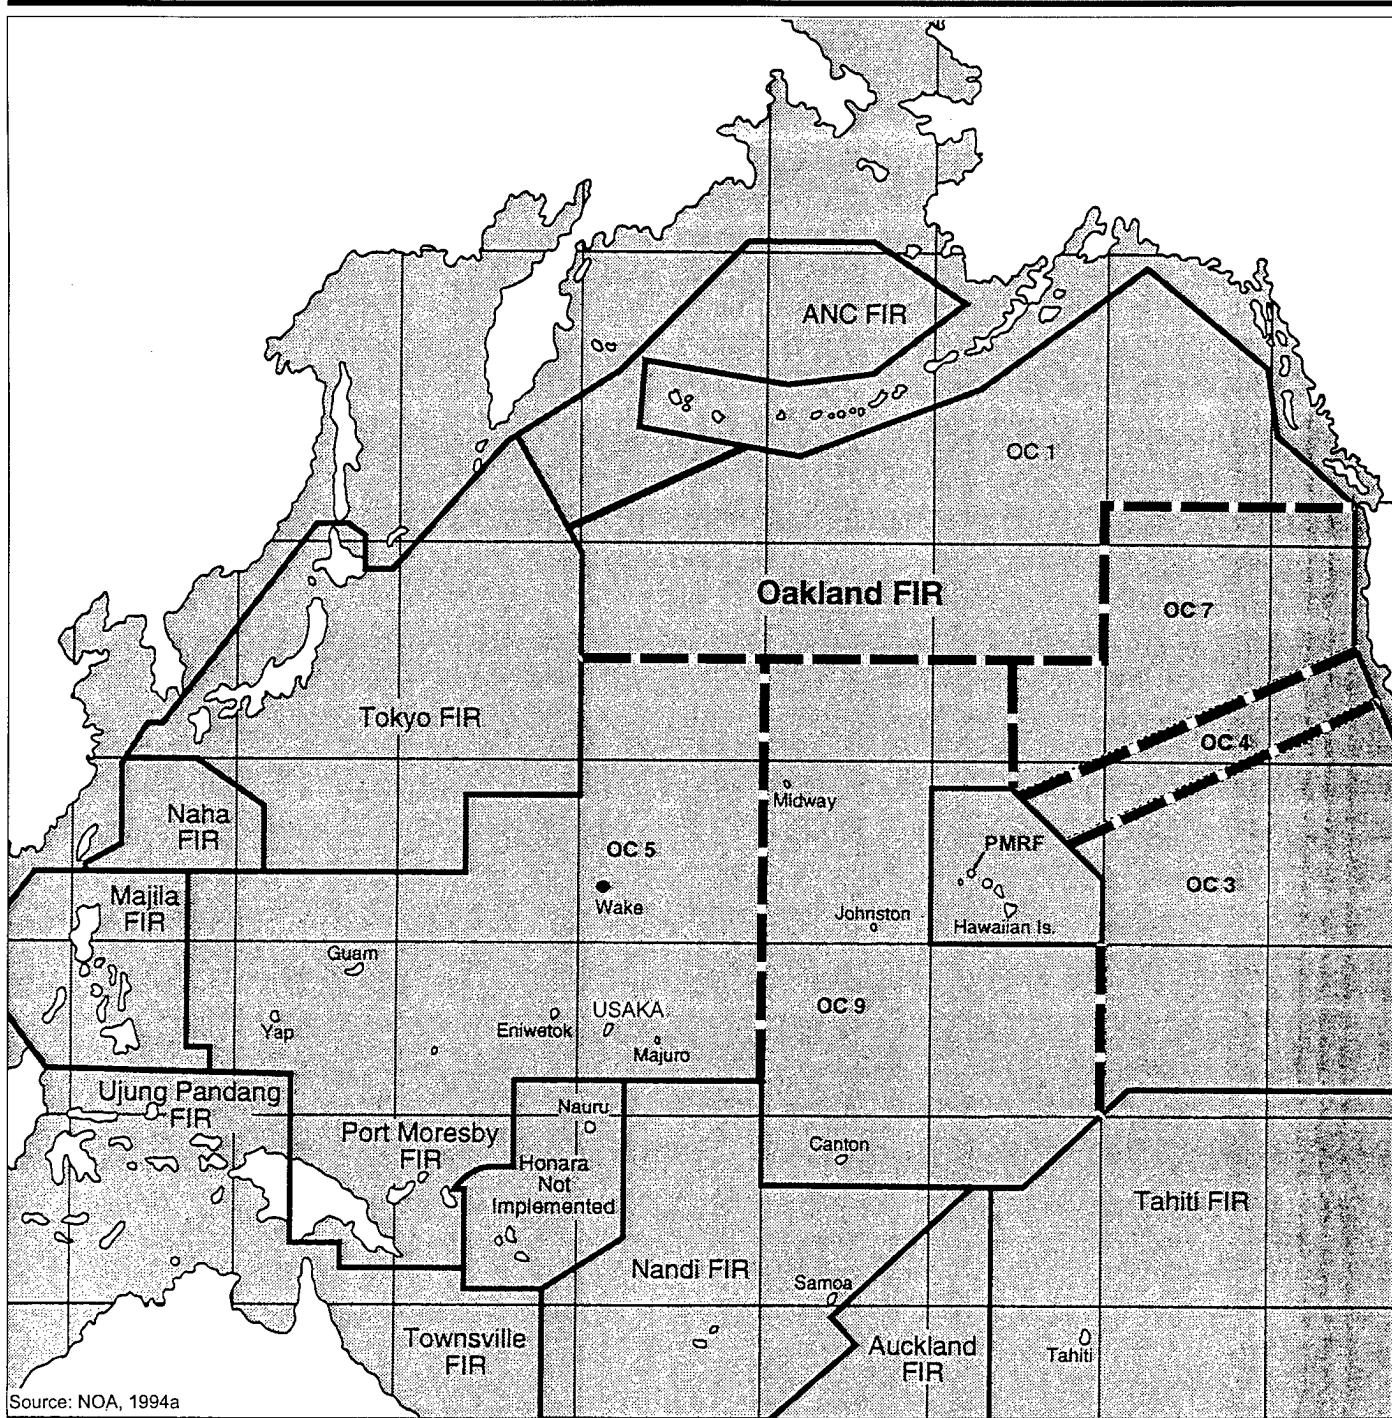 ANC FIR
OC 1
Oakland FIR
OC 7
Tokyo FIR
OC 4
Midway
Naha
FIR
OC 5
PMRF
Majila
FIR
OC 3
Wake
Johnston
Hawaiian Is.
Guam
Yap
Eniwetok
USAKA
OC 9
Majuro
Ujung Pandang
FIR
Nauru
Port Moresby
FIR
Canton
Honara
Not
Implemented
Tahiti FIR
Nandi FIR
Samoa
Townsville
FIR
Auckland
FIR
Tahiti
Source: NOA, 1994a